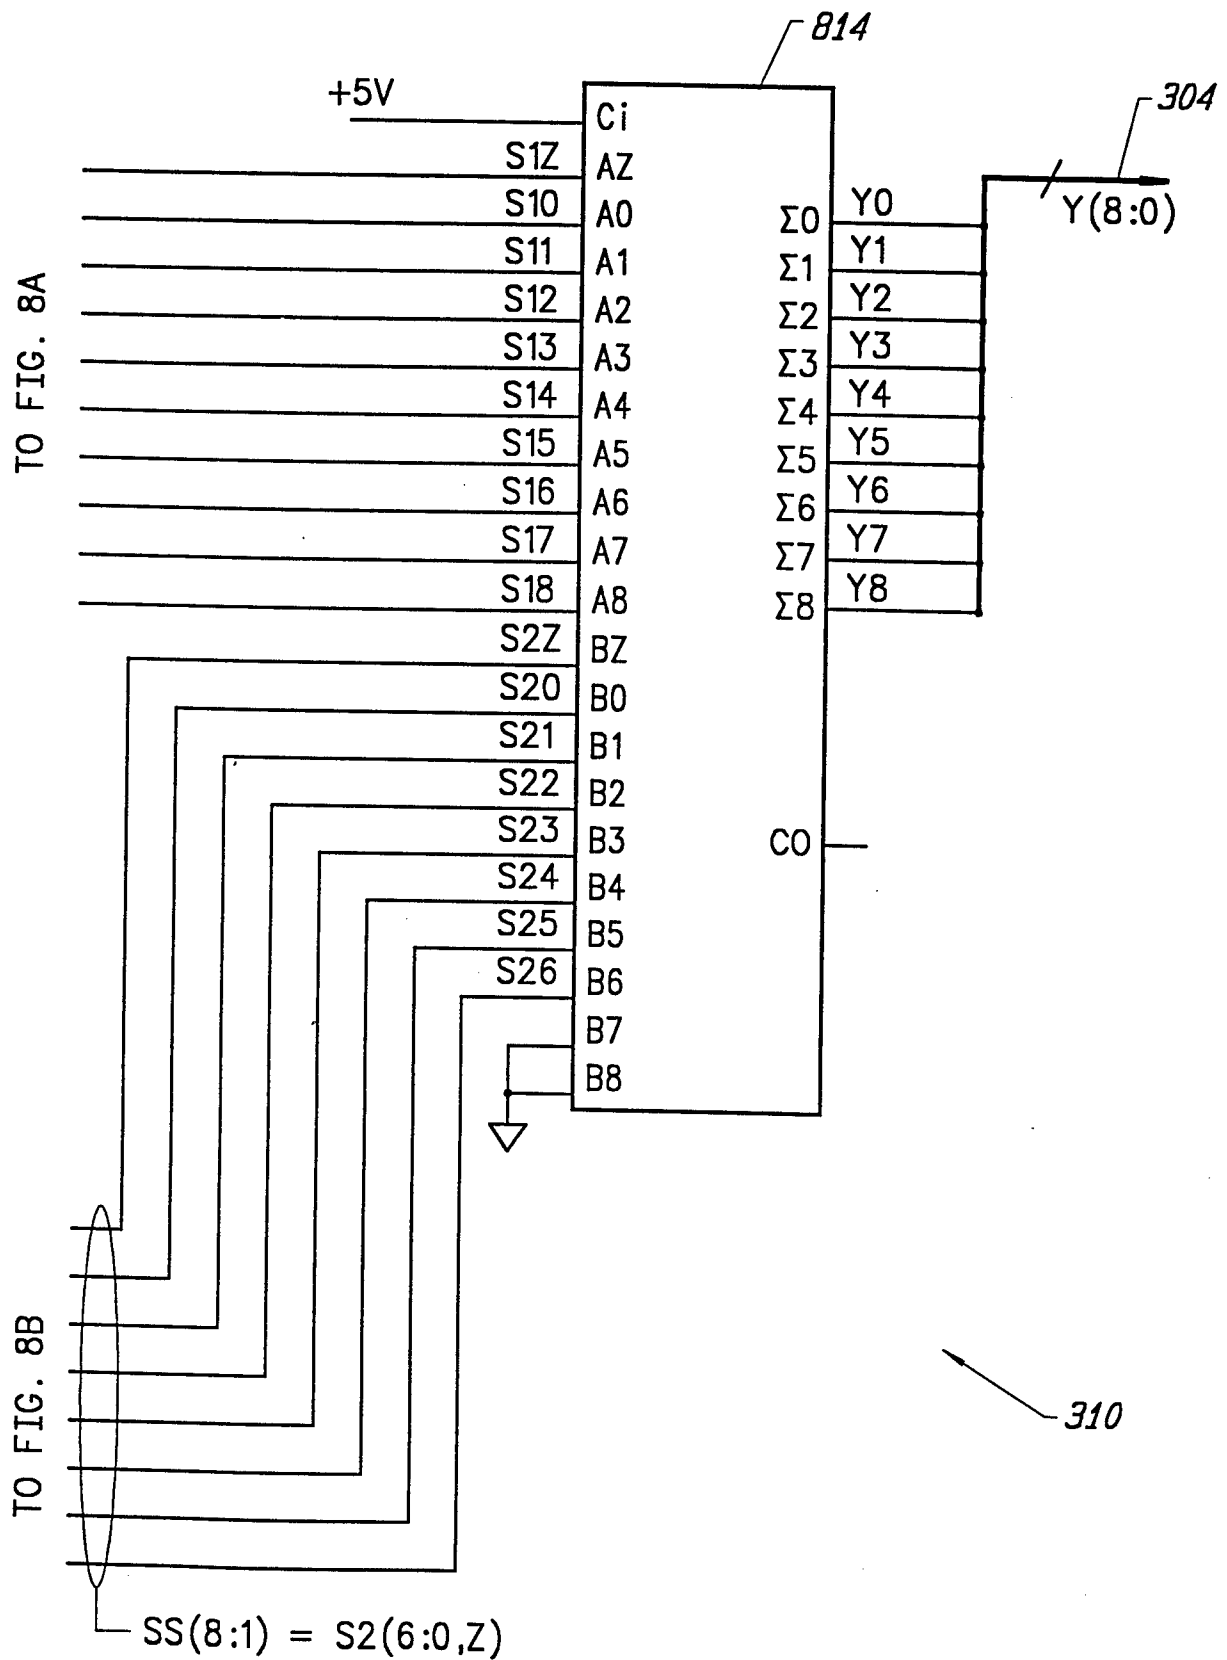 814
+5V
304
Ci
S1Z AZ
S10 A0
S11 A1
S12 A2
S13 A3
S14 A4
S15 A5
S16 A6
S17 A7
S18 A8
S2Z BZ
S20 B0
S21 B1
S22 B2
S23 B3
S24 B4
S25 B5
S26 B6
B7
B8
Σ0 Y0
Σ1 Y1
Σ2 Y2
Σ3 Y3
Σ4 Y4
Σ5 Y5
Σ6 Y6
Σ7 Y7
Σ8 Y8
Y(8:0)
CO
TO FIG. 8A
TO FIG. 8B
310
SS(8:1) = S2(6:0,Z)